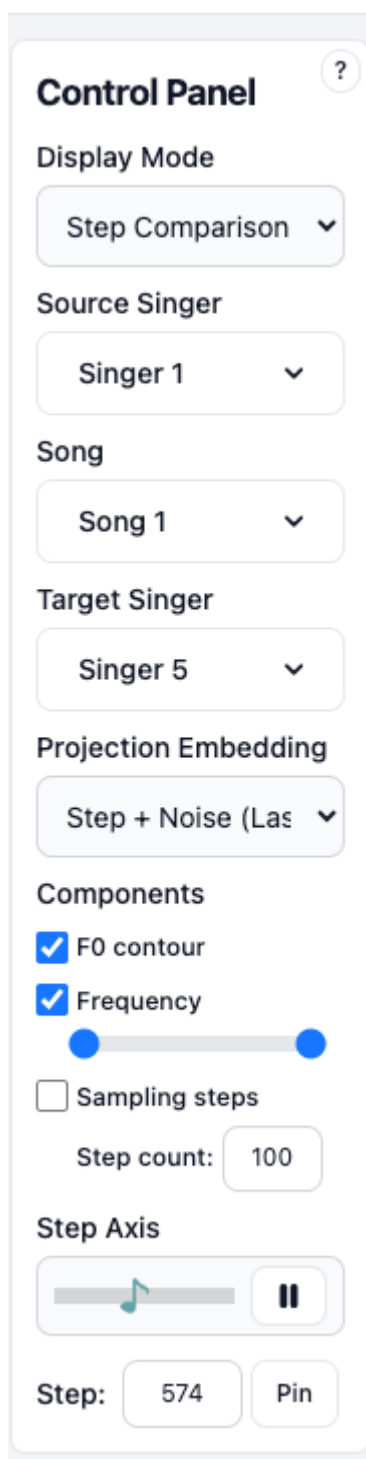 Control Panel
?
Display Mode
Step Comparison
Source Singer
Singer 1
Song
Song 1
Target Singer
Singer 5
Projection Embedding
Step + Noise (Las
Components
F0 contour
Frequency
Sampling steps
Step count: 100
Step Axis
Step: 574 Pin